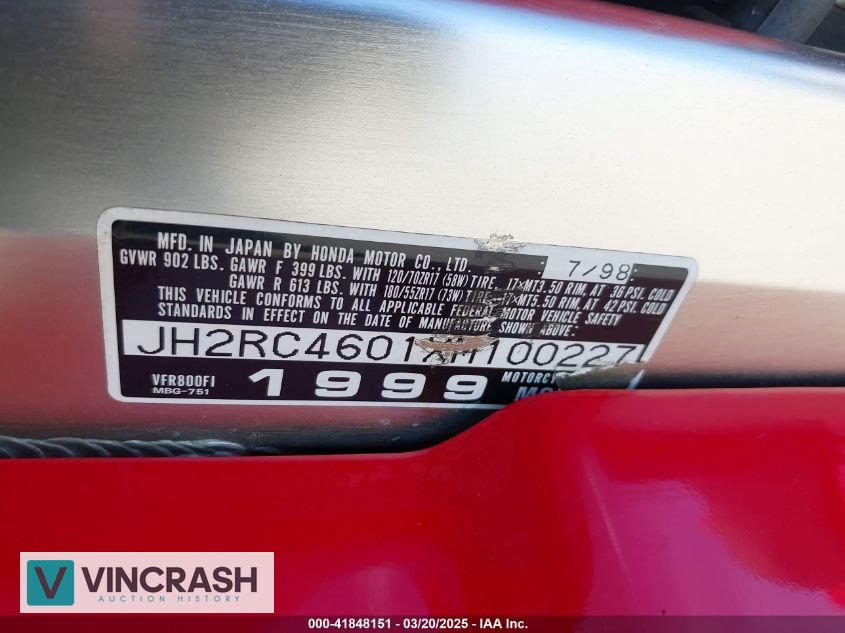 MFD. IN JAPAN BY HONDA MOTOR CO., LTD. 7/98
GVWR 902 LBS. GAWR F 399 LBS. WITH 120/70ZR17 (58W) TIRE, 17×MT3.50 RIM, AT 36 PSI. COLD
GAWR R 613 LBS. WITH 180/55ZR17 (73W) TIRE, 17×MT5.50 RIM, AT 42 PSI. COLD
THIS VEHICLE CONFORMS TO ALL APPLICABLE FEDERAL MOTOR VEHICLE SAFETY
STANDARDS IN EFFECT ON THE DATE OF MANUFACTURE SHOWN ABOVE:
JH2RC4601XM100227
VFR800FI 1999
MBG-751
VINCRASH
AUCTION HISTORY
000-41848151 - 03/20/2025 - IAA Inc.